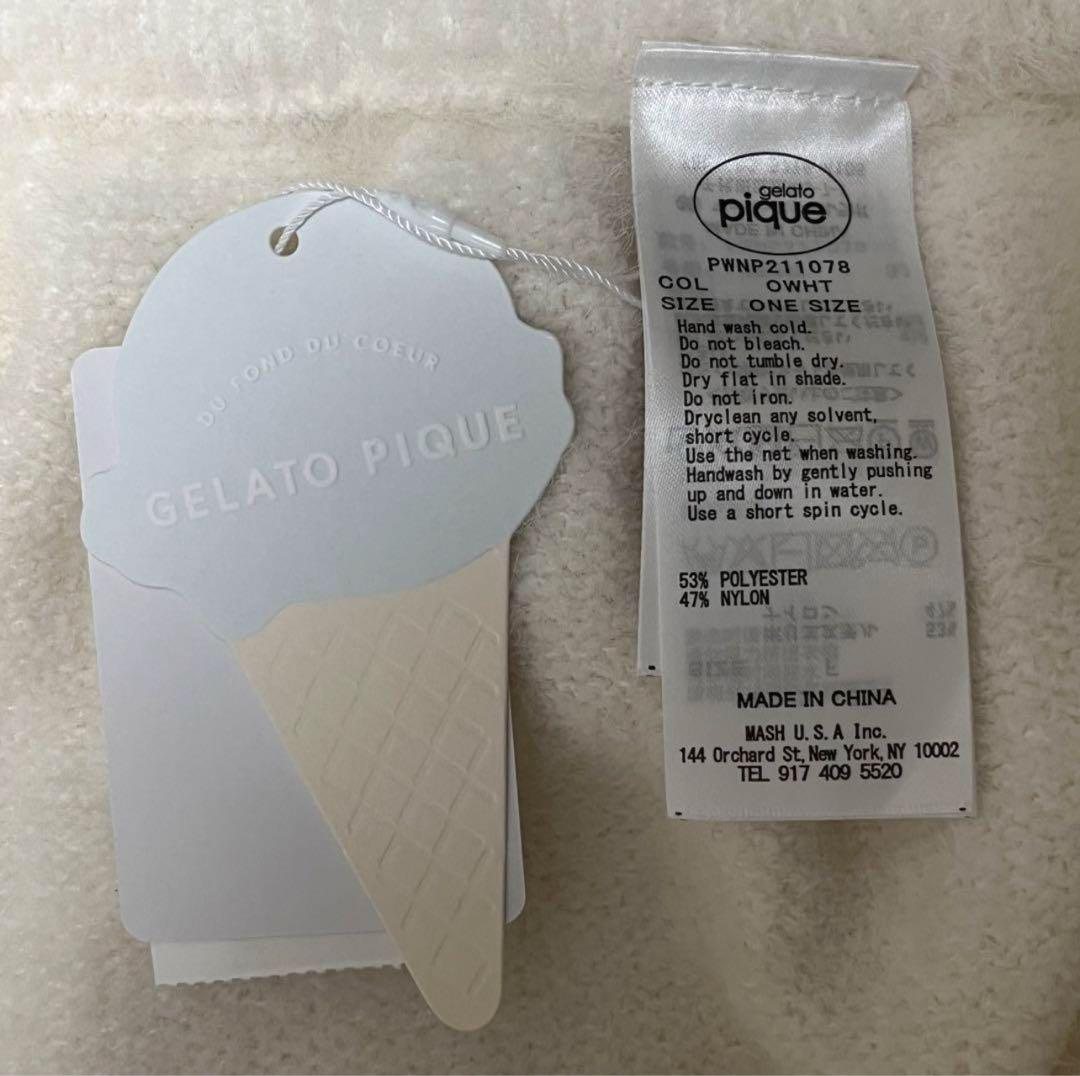 DU FOND DU COEUR
GELATO PIQUE
gelato
pique
PWNP211078
COL OWHT
SIZE ONE SIZE
Hand wash cold.
Do not bleach.
Do not tumble dry.
Dry flat in shade.
Do not iron.
Dryclean any solvent,
short cycle.
Use the net when washing.
Handwash by gently pushing
up and down in water.
Use a short spin cycle.
53% POLYESTER
47% NYLON
MADE IN CHINA
MASH U.S.A Inc.
144 Orchard St, New York, NY 10002
TEL 917 409 5520